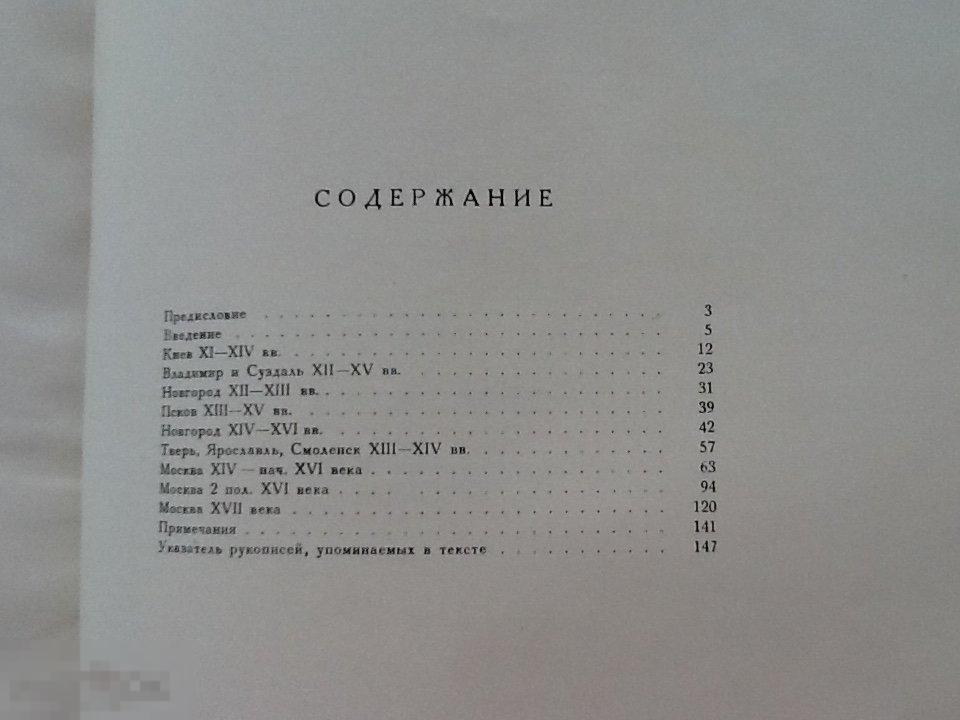 СОДЕРЖАНИЕ
Предисловие . . . . . . . . . . . . . . . . . . . . 3
Введение . . . . . . . . . . . . . . . . . . . . . . 5
Киев XI—XIV вв. . . . . . . . . . . . . . . . . . . . 12
Владимир и Суздаль XII—XV вв. . . . . . . . . . . . . . 23
Новгород XII—XIII вв. . . . . . . . . . . . . . . . . . 31
Псков XIII—XV вв. . . . . . . . . . . . . . . . . . . . 39
Новгород XIV—XVI вв. . . . . . . . . . . . . . . . . . 42
Тверь, Ярославль, Смоленск XIII—XIV вв. . . . . . . . . . 57
Москва XIV — нач. XVI века . . . . . . . . . . . . . . . 63
Москва 2 пол. XVI века . . . . . . . . . . . . . . . . 94
Москва XVII века . . . . . . . . . . . . . . . . . . . 120
Примечания . . . . . . . . . . . . . . . . . . . . . 141
Указатель рукописей, упоминаемых в тексте . . . . . . . . . 147